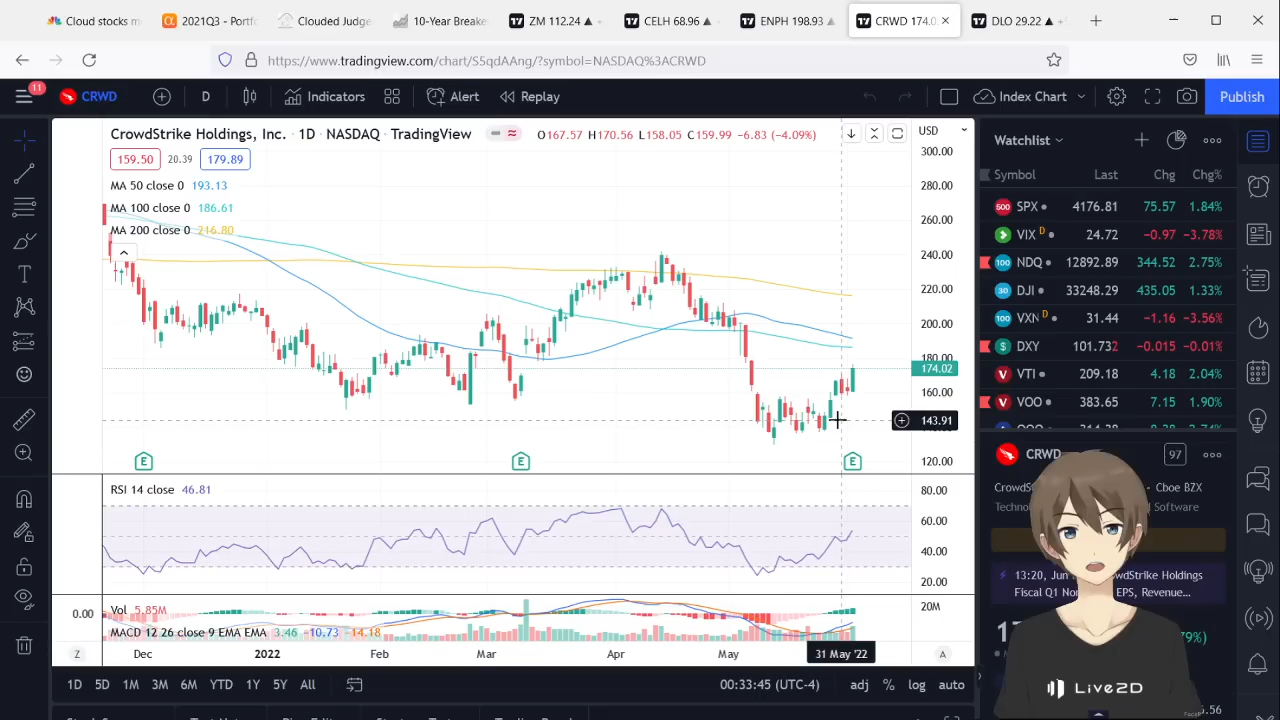 Cloud stocks m
2021Q3 - Portf
Clouded Judge
10-Year Breake
ZM 112.24 ▲
CELH 68.96 ▲
ENPH 198.93 ▲
CRWD 174.0
DLO 29.22 ▲
https://www.tradingview.com/chart/S5qdAAng/?symbol=NASDAQ%3ACRWD
11
CRWD
D
Indicators
Alert
Replay
Index Chart
Publish
CrowdStrike Holdings, Inc. · 1D · NASDAQ · TradingView
O167.57 H170.56 L158.05 C159.99 −6.83 (−4.09%)
USD
159.50 20.39 179.89
MA 50 close 0 193.13
MA 100 close 0 186.61
MA 200 close 0 216.80
300.00
280.00
260.00
240.00
220.00
200.00
180.00
174.02
160.00
143.91
120.00
E
E
E
RSI 14 close 46.81
80.00
60.00
40.00
20.00
Vol 5.85M
0.00
20M
MACD 12 26 close 9 EMA EMA 3.46 −10.73 −14.18
Z
Dec
2022
Feb
Mar
Apr
May
31 May '22
A
1D 5D 1M 3M 6M YTD 1Y 5Y All
00:33:45 (UTC-4)
adj % log auto
Watchlist
Symbol Last Chg Chg%
SPX 4176.81 75.57 1.84%
VIX D 24.72 −0.97 −3.78%
NDQ 12892.89 344.52 2.75%
DJI 33248.29 435.05 1.33%
VXN D 31.44 −1.16 −3.56%
DXY 101.732 −0.015 −0.01%
VTI 209.18 4.18 2.04%
VOO 383.65 7.15 1.90%
CRWD
97
Cboe BZX
Software
13:20, Jun
Holdings
Fiscal Q1
EPS, Revenue...
Live2D